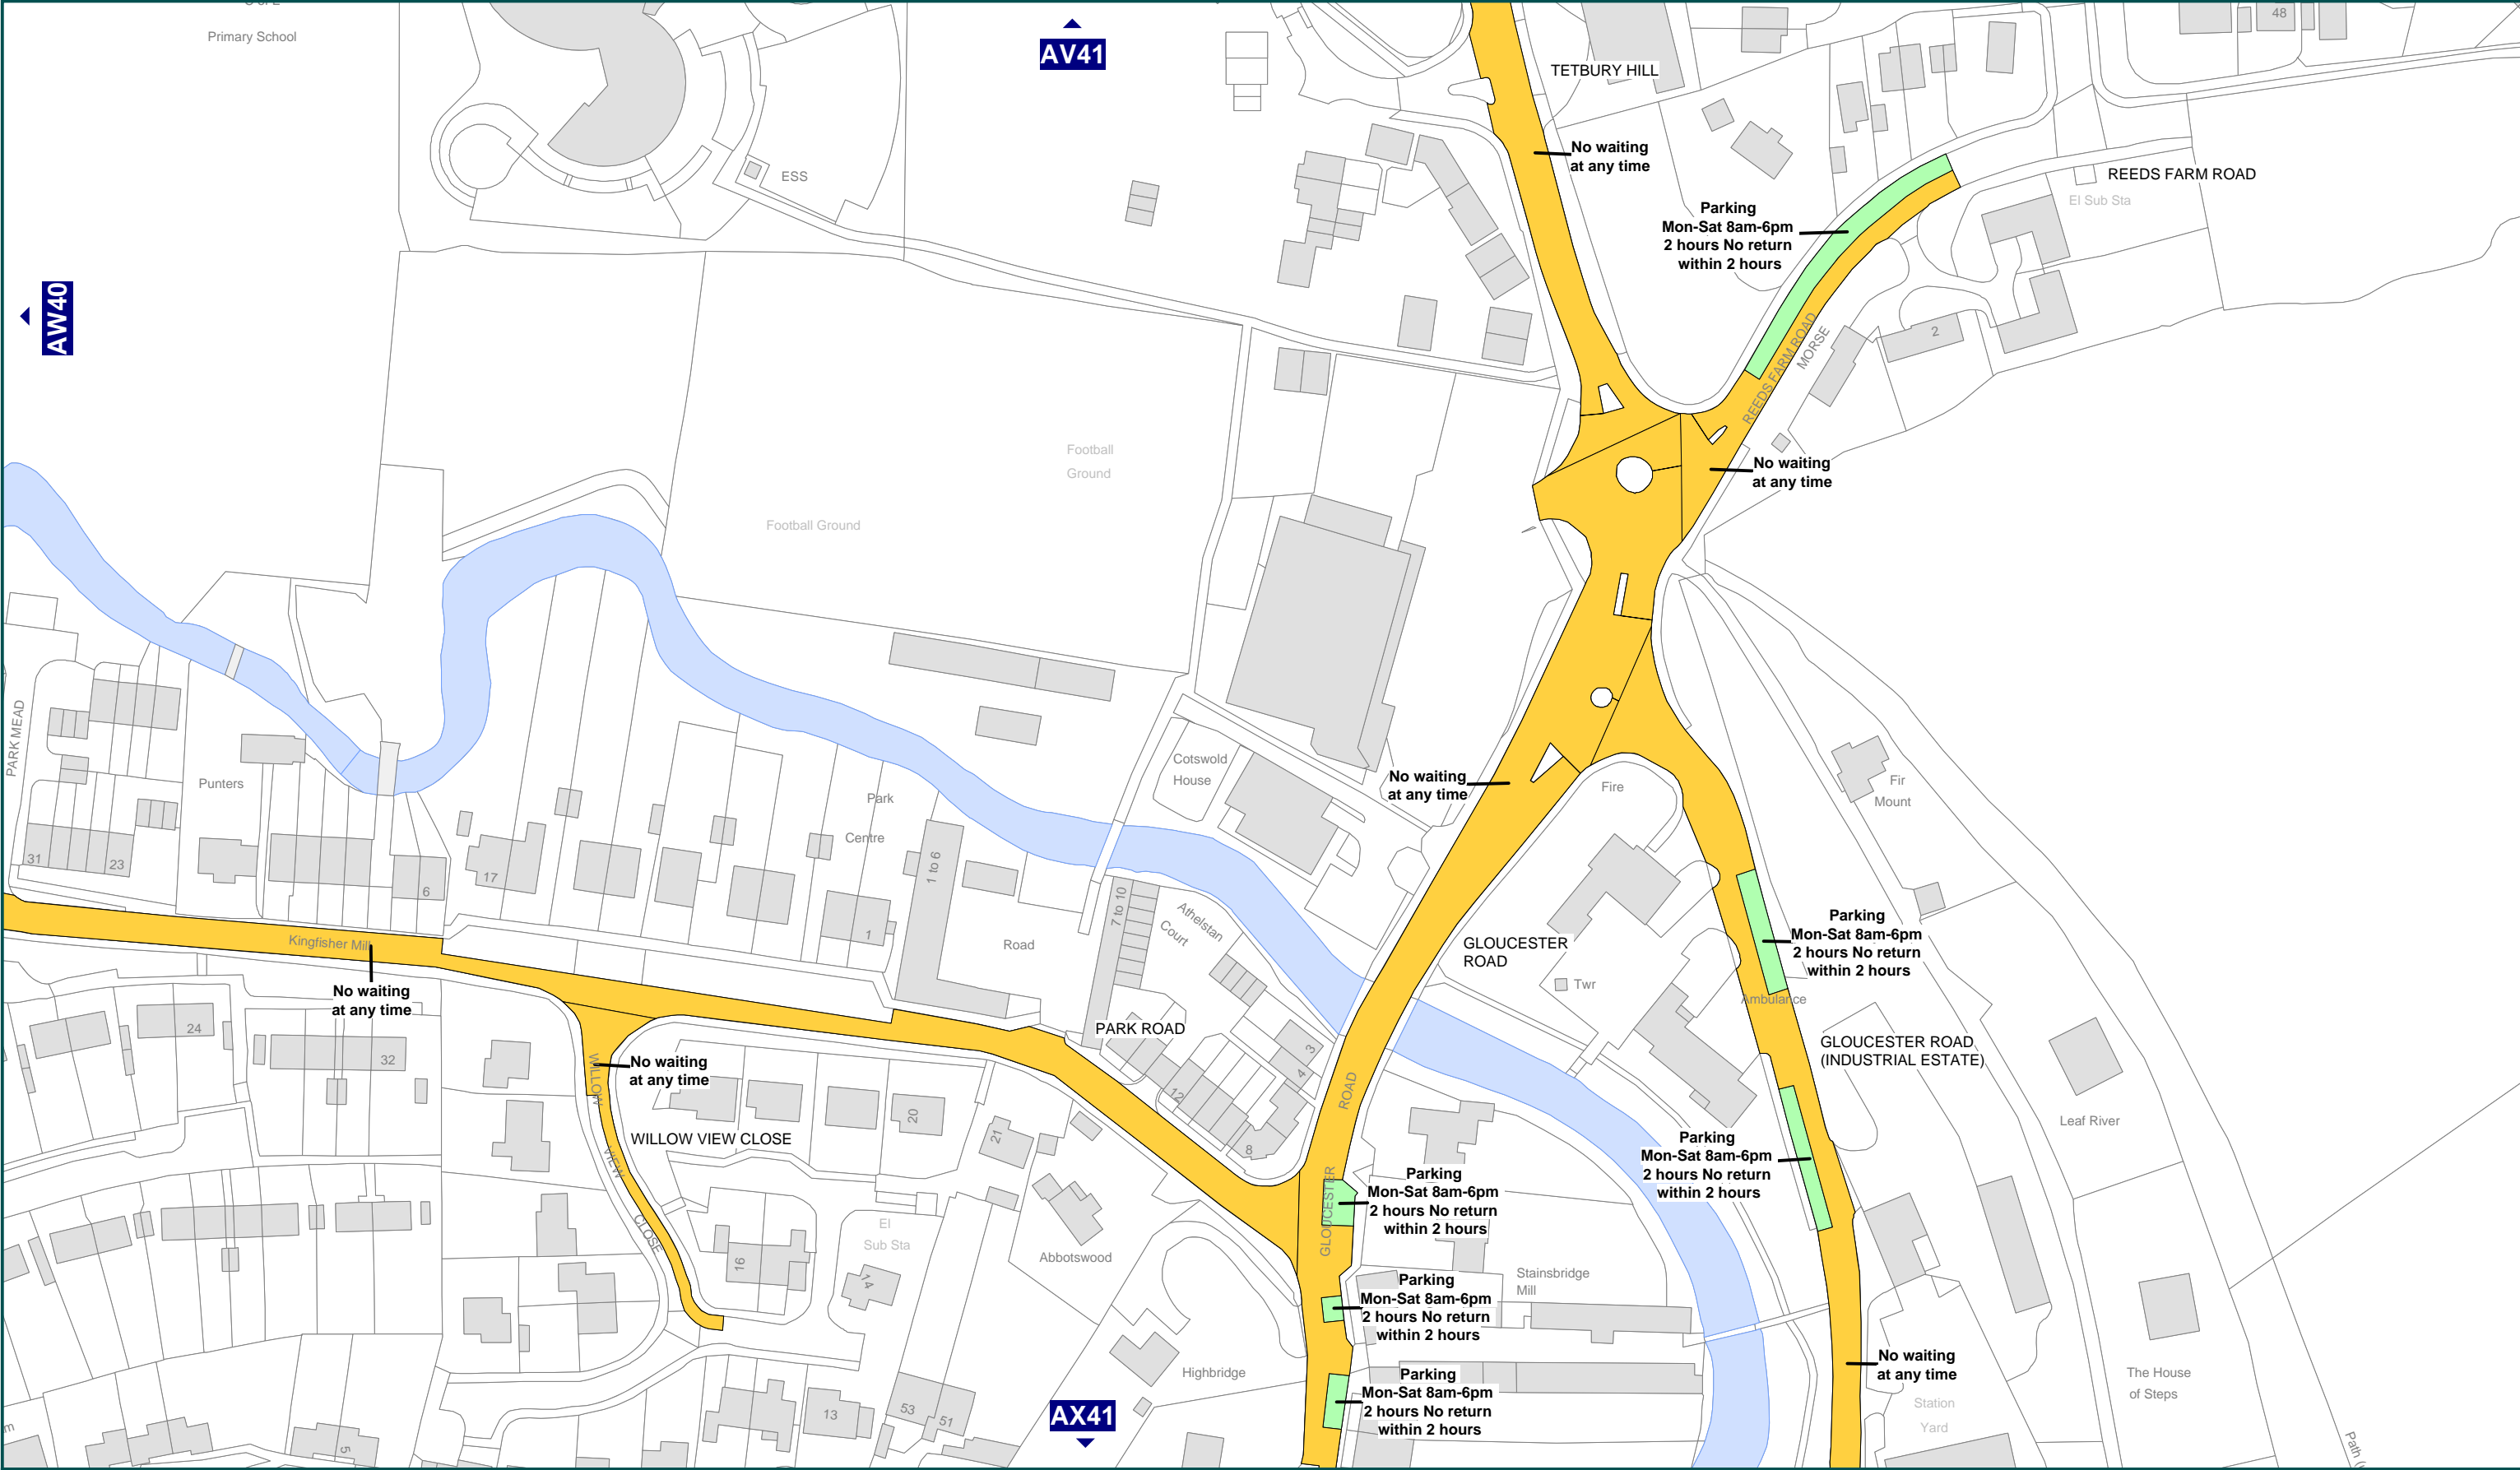 Primary School
AV41
48
TETBURY HILL
No waiting
at any time
ESS
REEDS FARM ROAD
El Sub Sta
Parking
Mon-Sat 8am-6pm
2 hours No return
within 2 hours
AW40
REEDS FARM ROAD
MORSE
2
Football
Ground
No waiting
at any time
Football Ground
PARK MEAD
Punters
Cotswold
House
No waiting
at any time
Fire
Fir
Mount
Park
Centre
31
23
6
17
1
1 to 6
7 to 10
Athelstan
Court
Road
Kingfisher Mill
GLOUCESTER
ROAD
Parking
Mon-Sat 8am-6pm
2 hours No return
within 2 hours
Twr
Ambulance
No waiting
at any time
24
32
PARK ROAD
GLOUCESTER ROAD
(INDUSTRIAL ESTATE)
No waiting
at any time
3
4
12
8
20
21
WILLOW VIEW CLOSE
WILLOW
VIEW
CLOSE
ROAD
GLOUCESTER
Leaf River
Parking
Mon-Sat 8am-6pm
2 hours No return
within 2 hours
Parking
Mon-Sat 8am-6pm
2 hours No return
within 2 hours
El
Sub Sta
16
14
Abbotswood
Stainsbridge
Mill
Parking
Mon-Sat 8am-6pm
2 hours No return
within 2 hours
Highbridge
No waiting
at any time
The House
of Steps
Parking
Mon-Sat 8am-6pm
2 hours No return
within 2 hours
AX41
53
51
13
5
Station
Yard
Path